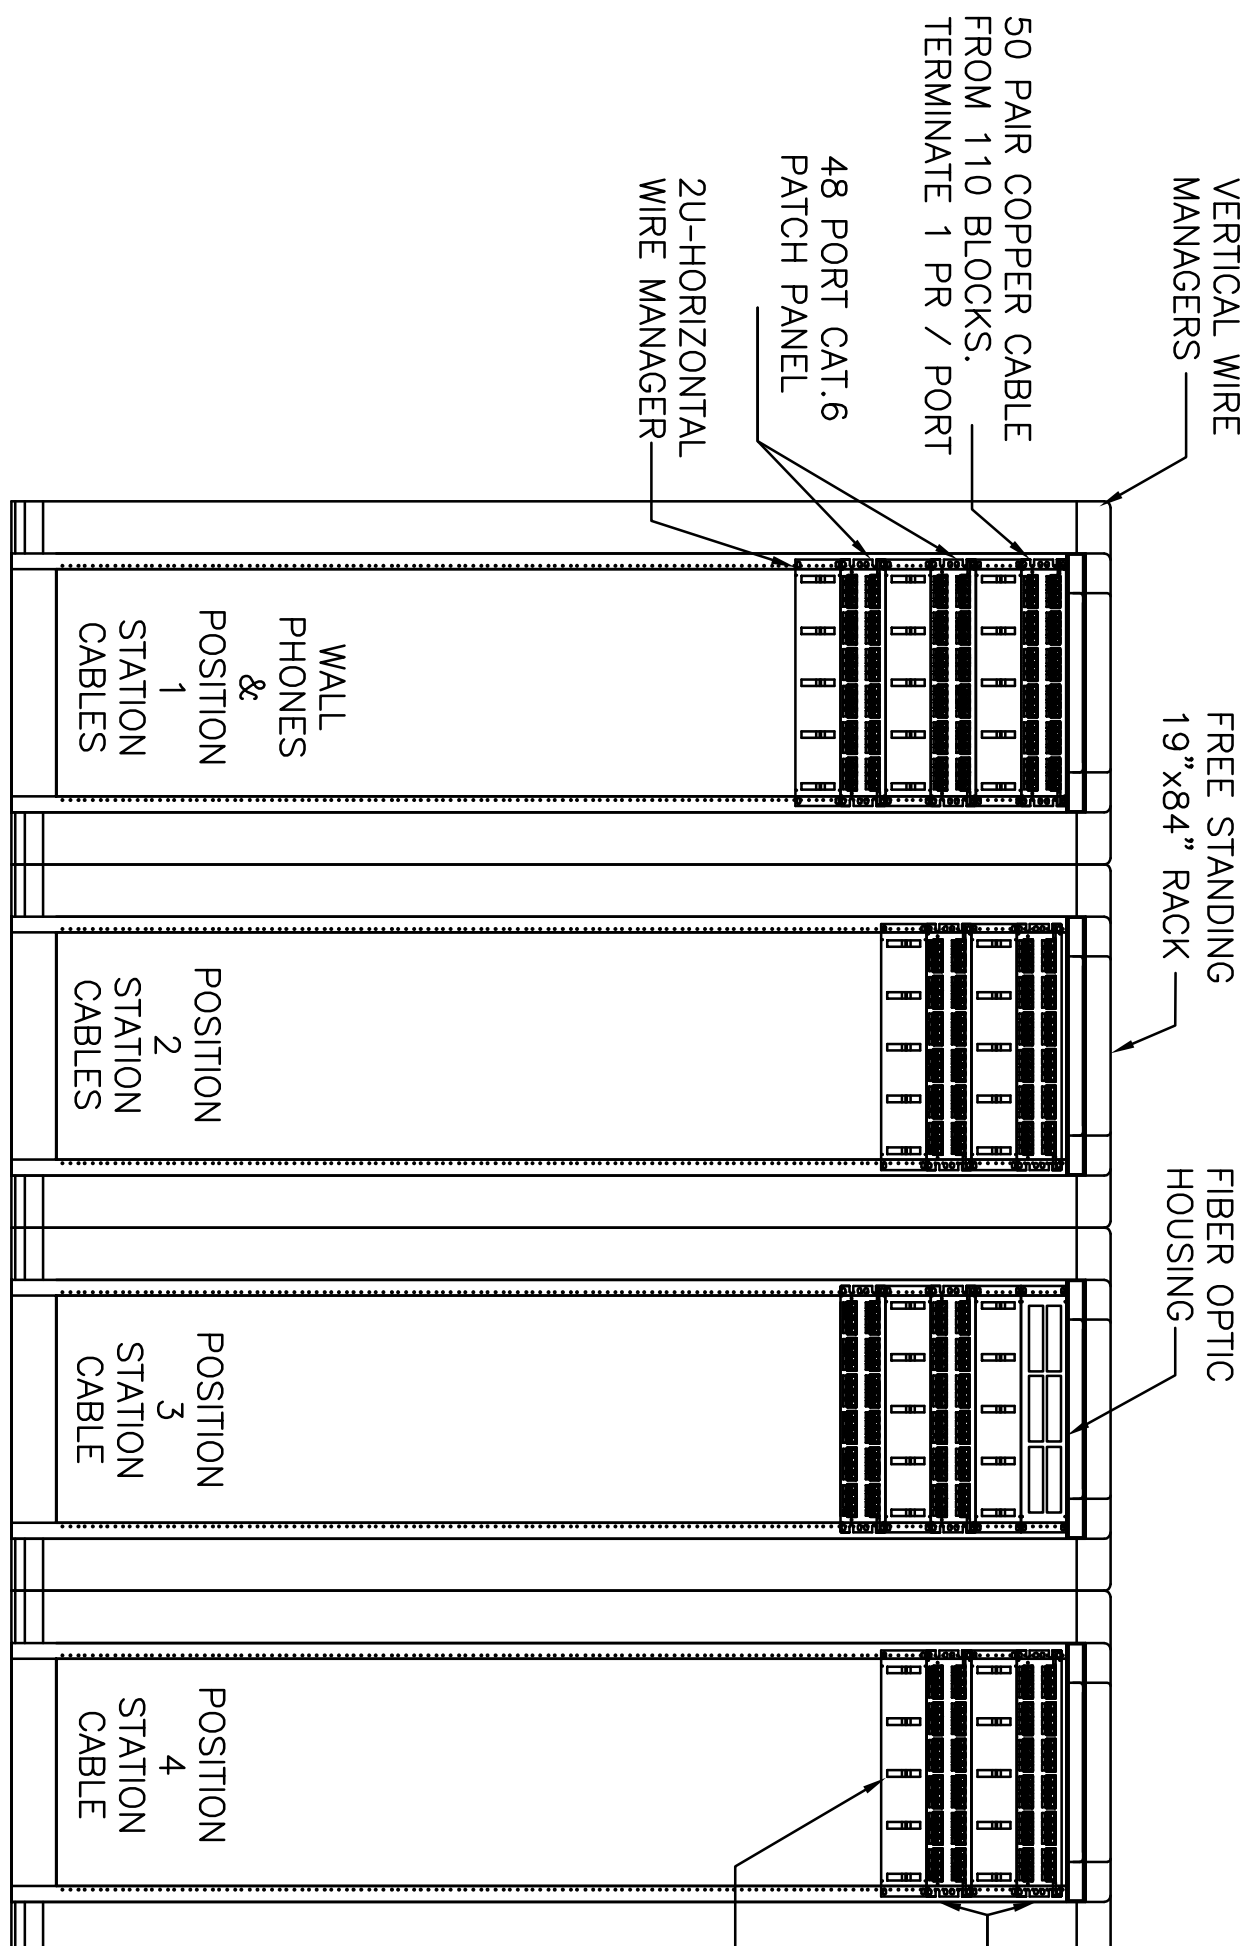 VERTICAL WIRE
MANAGERS
50 PAIR COPPER CABLE
FROM 110 BLOCKS.
TERMINATE 1 PR / PORT
48 PORT CAT.6
PATCH PANEL
2U-HORIZONTAL
WIRE MANAGER
FREE STANDING
19"x84" RACK
FIBER OPTIC
HOUSING
WALL
PHONES
&
POSITION
1
STATION
CABLES
POSITION
2
STATION
CABLES
POSITION
3
STATION
CABLE
POSITION
4
STATION
CABLE